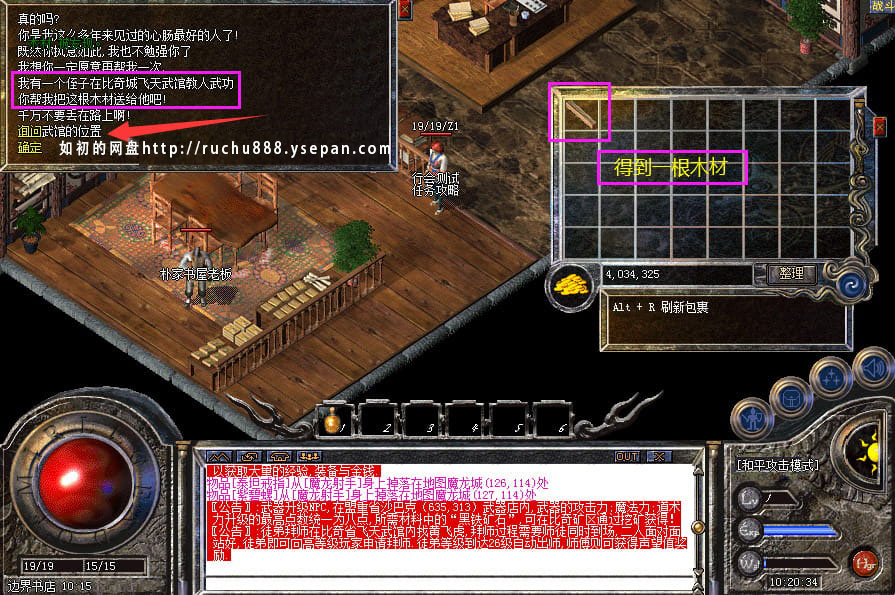 真的吗?
你是我这么多年来见过的心肠最好的人了!
既然你执意如此,我也不勉强你了
我想你一定愿意再帮我一次
我有一个侄子在比奇城飞天武馆教人武功
你帮我把这根木材送给他吧!
千万不要丢在路上啊!
询问武馆的位置
确定
如初的网盘http://ruchu888.ysepan.com
战斗
19/19/Z1
行会测试
任务攻略
朴家书屋老板
得到一根木材
4,034,325
整理
Alt + R 刷新包裹
1 2 3 4 5 6
OUT
以获取大量的经验,装备与金钱.
物品[泰坦戒指]从[魔龙射手]身上掉落在地图魔龙城(126,114)处
物品[紫碧螺]从[魔龙射手]身上掉落在地图魔龙城(127,114)处
[公告]: 武器升级NPC,在盟重省沙巴克 (635,313) 武器店内,武器的攻击力.魔法力.道术
力升级的最高点数统一为八点,所需材料中的“黑铁矿石”,可在比奇矿区通过挖矿获得!
[公告]: 徒弟拜师在比奇省飞天武馆内找黄飞虎,拜师过程需要师徒同时到场,二人面对面
站好,徒弟即可向高等级玩家申请拜师.徒弟等级到达26级自动出师,师傅则可获得声望值奖
励.
[和平攻击模式]
Lv
1
Exp
W
Hgr
19/19
15/15
边界书店 10:15
10:20:34